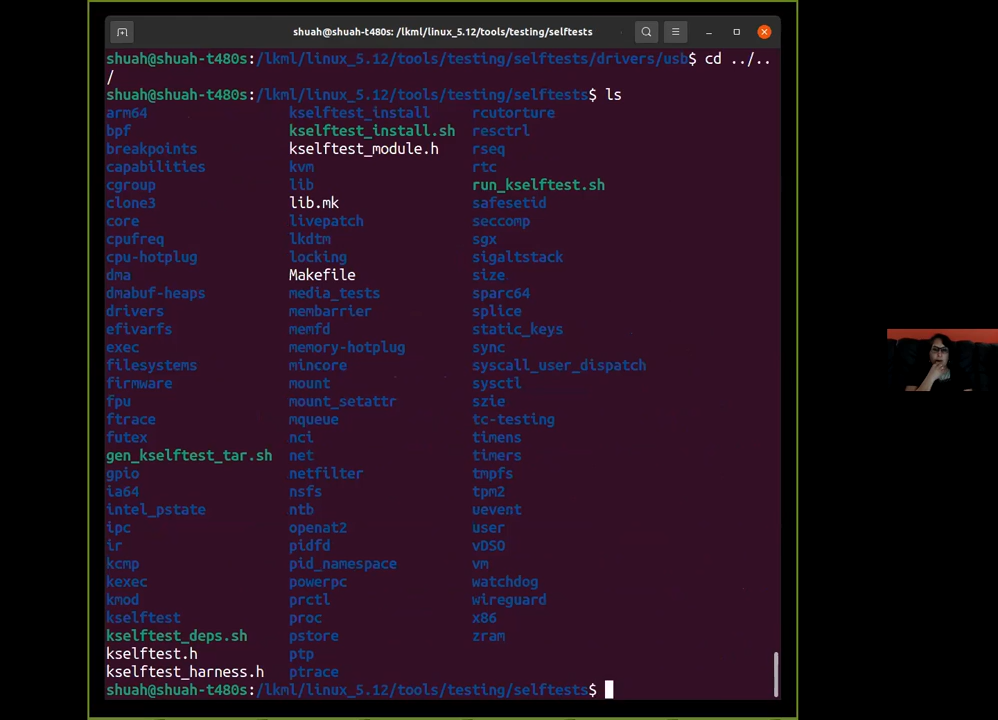 shuah@shuah-t480s: /lkml/linux_5.12/tools/testing/selftests
shuah@shuah-t480s:/lkml/linux_5.12/tools/testing/selftests/drivers/usb$ cd ../..
/
shuah@shuah-t480s:/lkml/linux_5.12/tools/testing/selftests$ ls
arm64 kselftest_install rcutorture
bpf kselftest_install.sh resctrl
breakpoints kselftest_module.h rseq
capabilities kvm rtc
cgroup lib run_kselftest.sh
clone3 lib.mk safesetid
core livepatch seccomp
cpufreq lkdtm sgx
cpu-hotplug locking sigaltstack
dma Makefile size
dmabuf-heaps media_tests sparc64
drivers membarrier splice
efivarfs memfd static_keys
exec memory-hotplug sync
filesystems mincore syscall_user_dispatch
firmware mount sysctl
fpu mount_setattr szie
ftrace mqueue tc-testing
futex nci timens
gen_kselftest_tar.sh net timers
gpio netfilter tmpfs
ia64 nsfs tpm2
intel_pstate ntb uevent
ipc openat2 user
ir pidfd vDSO
kcmp pid_namespace vm
kexec powerpc watchdog
kmod prctl wireguard
kselftest proc x86
kselftest_deps.sh pstore zram
kselftest.h ptp
kselftest_harness.h ptrace
shuah@shuah-t480s:/lkml/linux_5.12/tools/testing/selftests$